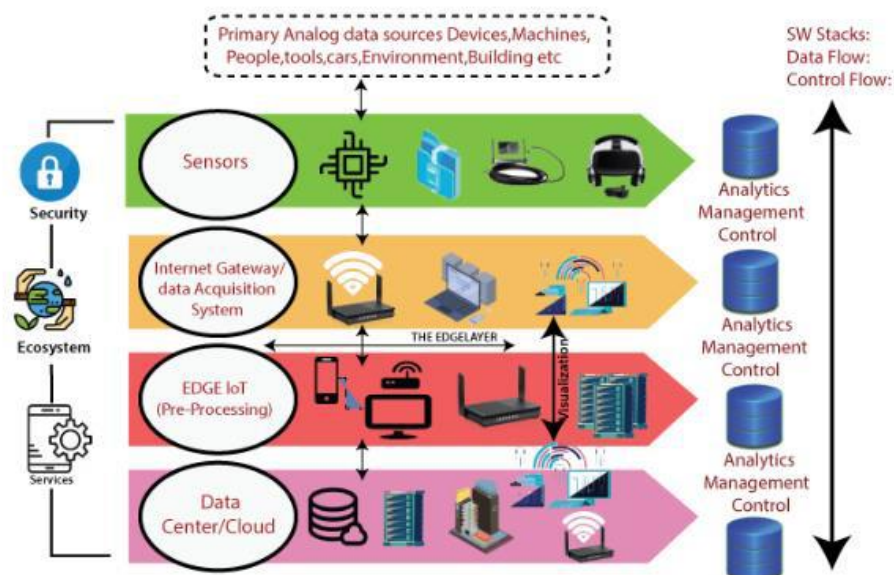 Primary Analog data sources Devices,Machines,
People,tools,cars,Environment,Building etc
SW Stacks:
Data Flow:
Control Flow:
Sensors
Security
Analytics
Management
Control
Internet Gateway/
data Acquisition
System
THE EDGELAYER
Visualization
Ecosystem
Analytics
Management
Control
EDGE IoT
(Pre-Processing)
Services
Analytics
Management
Control
Data
Center/Cloud